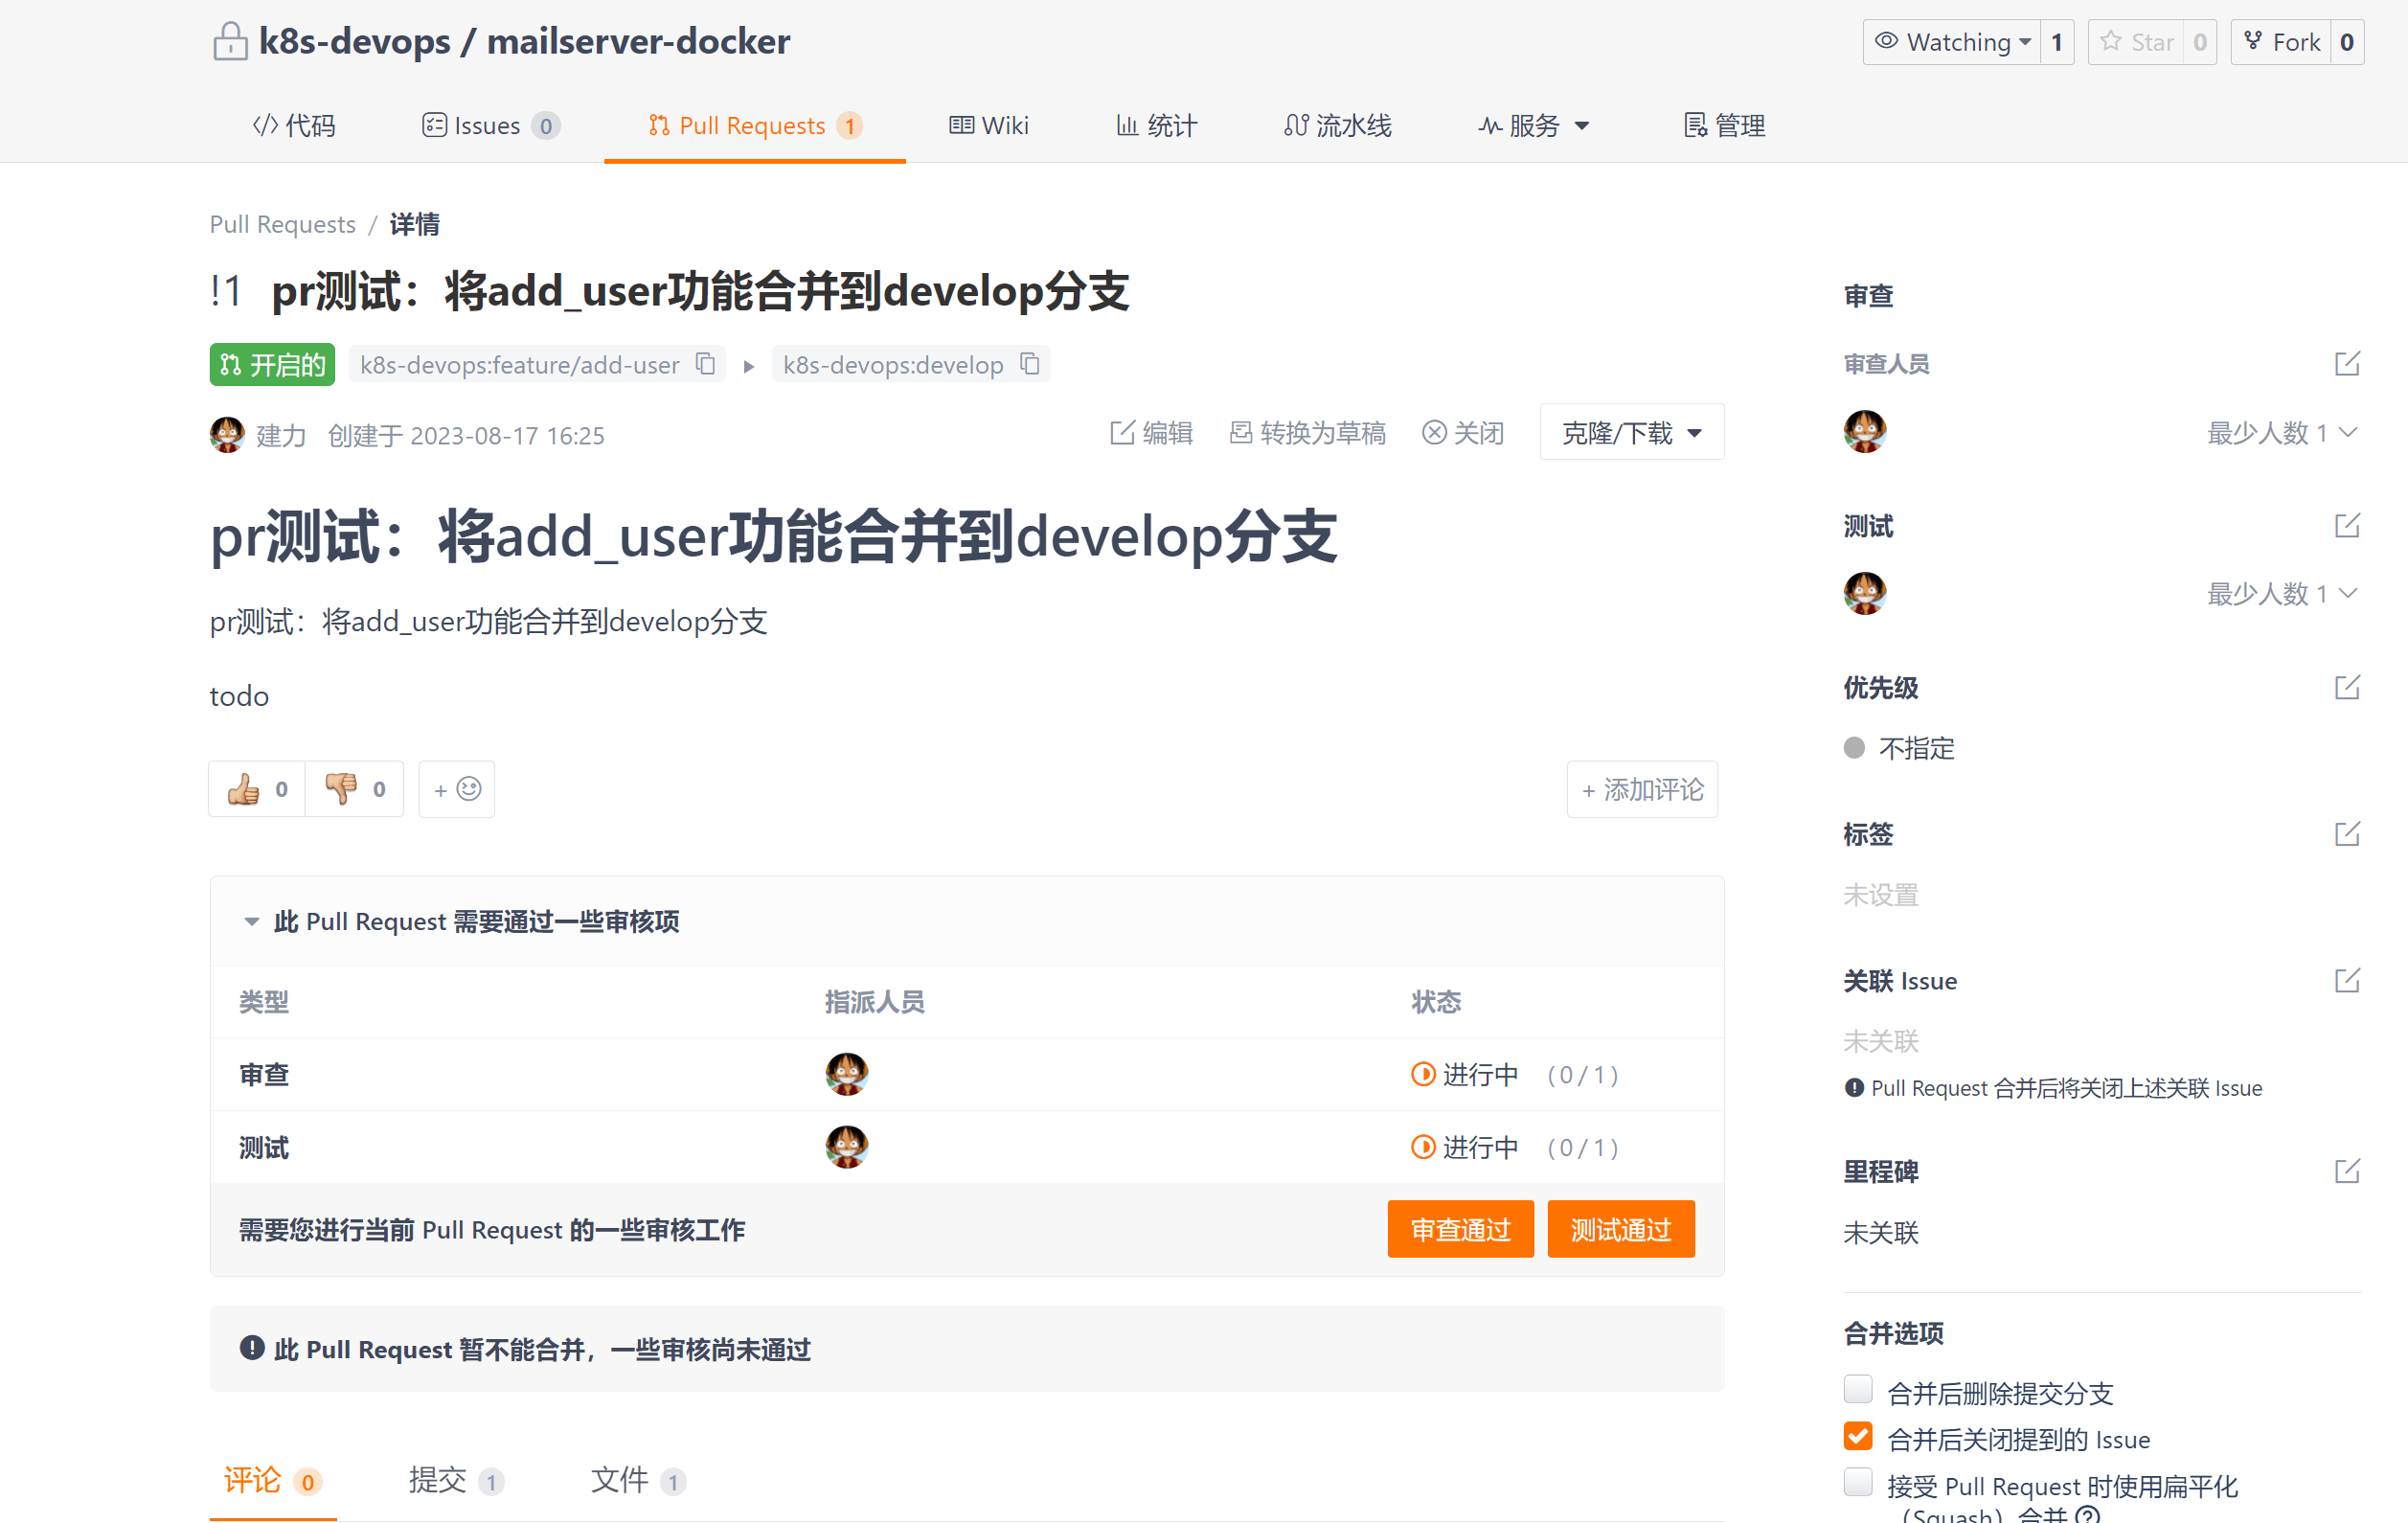 k8s-devops / mailserver-docker
Watching 1 Star 0 Fork 0
代码 Issues 0 Pull Requests 1 Wiki 统计 流水线 服务 管理
Pull Requests / 详情
!1 pr测试：将add_user功能合并到develop分支
开启的 k8s-devops:feature/add-user k8s-devops:develop
建力 创建于 2023-08-17 16:25 编辑 转换为草稿 关闭 克隆/下载
pr测试：将add_user功能合并到develop分支
pr测试：将add_user功能合并到develop分支
todo
0 0 + + 添加评论
此 Pull Request 需要通过一些审核项
类型 指派人员 状态
审查 进行中 ( 0 / 1 )
测试 进行中 ( 0 / 1 )
需要您进行当前 Pull Request 的一些审核工作 审查通过 测试通过
此 Pull Request 暂不能合并，一些审核尚未通过
评论 0 提交 1 文件 1
审查
审查人员
最少人数 1
测试
最少人数 1
优先级
不指定
标签
未设置
关联 Issue
未关联
Pull Request 合并后将关闭上述关联 Issue
里程碑
未关联
合并选项
合并后删除提交分支
合并后关闭提到的 Issue
接受 Pull Request 时使用扁平化
（Squash）合并